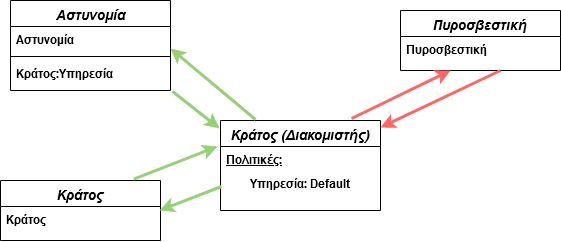 Αστυνομία
Αστυνομία
Κράτος:Υπηρεσία
Πυροσβεστική
Πυροσβεστική
Κράτος (Διακομιστής)
Πολιτικές:
Υπηρεσία: Default
Κράτος
Κράτος